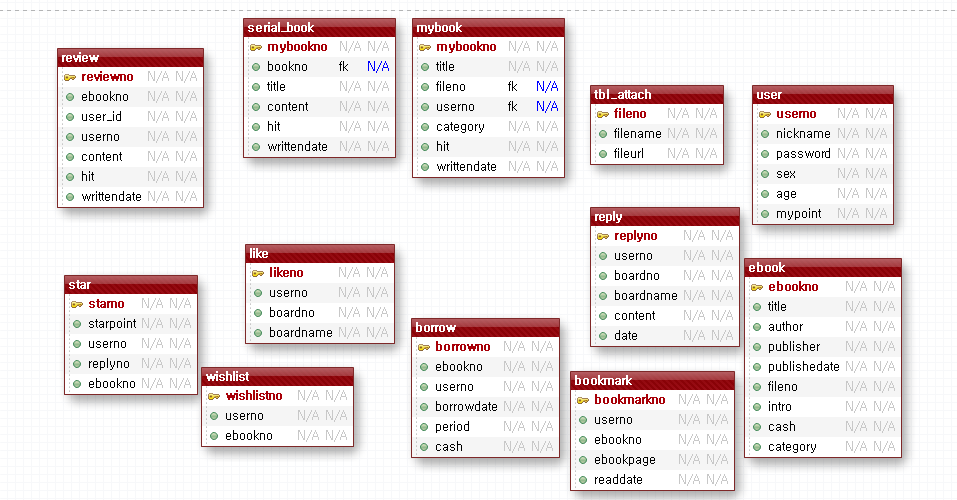 review
reviewno N/A N/A
ebookno N/A N/A
user_id N/A N/A
userno N/A N/A
content N/A N/A
hit N/A N/A
writtendate N/A N/A
serial_book
mybookno N/A N/A
bookno fk N/A
title N/A N/A
content N/A N/A
hit N/A N/A
writtendate N/A N/A
mybook
mybookno N/A N/A
title N/A N/A
fileno fk N/A
userno fk N/A
category N/A N/A
hit N/A N/A
writtendate N/A N/A
tbl_attach
fileno N/A N/A
filename N/A N/A
fileurl N/A N/A
user
userno N/A N/A
nickname N/A N/A
password N/A N/A
sex N/A N/A
age N/A N/A
mypoint N/A N/A
star
starno N/A N/A
starpoint N/A N/A
userno N/A N/A
replyno N/A N/A
ebookno N/A N/A
like
likeno N/A N/A
userno N/A N/A
boardno N/A N/A
boardname N/A N/A
wishlist
wishlistno N/A N/A
userno N/A N/A
ebookno N/A N/A
borrow
borrowno N/A N/A
ebookno N/A N/A
userno N/A N/A
borrowdate N/A N/A
period N/A N/A
cash N/A N/A
reply
replyno N/A N/A
userno N/A N/A
boardno N/A N/A
boardname N/A N/A
content N/A N/A
date N/A N/A
bookmark
bookmarkno N/A N/A
userno N/A N/A
ebookno N/A N/A
ebookpage N/A N/A
readdate N/A N/A
ebook
ebookno N/A N/A
title N/A N/A
author N/A N/A
publisher N/A N/A
publishedate N/A N/A
fileno N/A N/A
intro N/A N/A
cash N/A N/A
category N/A N/A